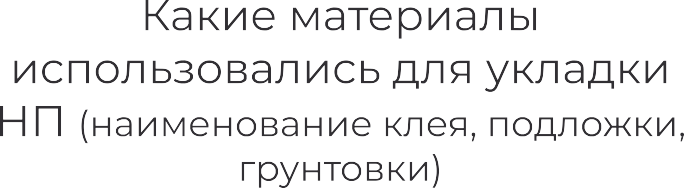 Какие материалы
использовались для укладки
НП (наименование клея, подложки,
грунтовки)